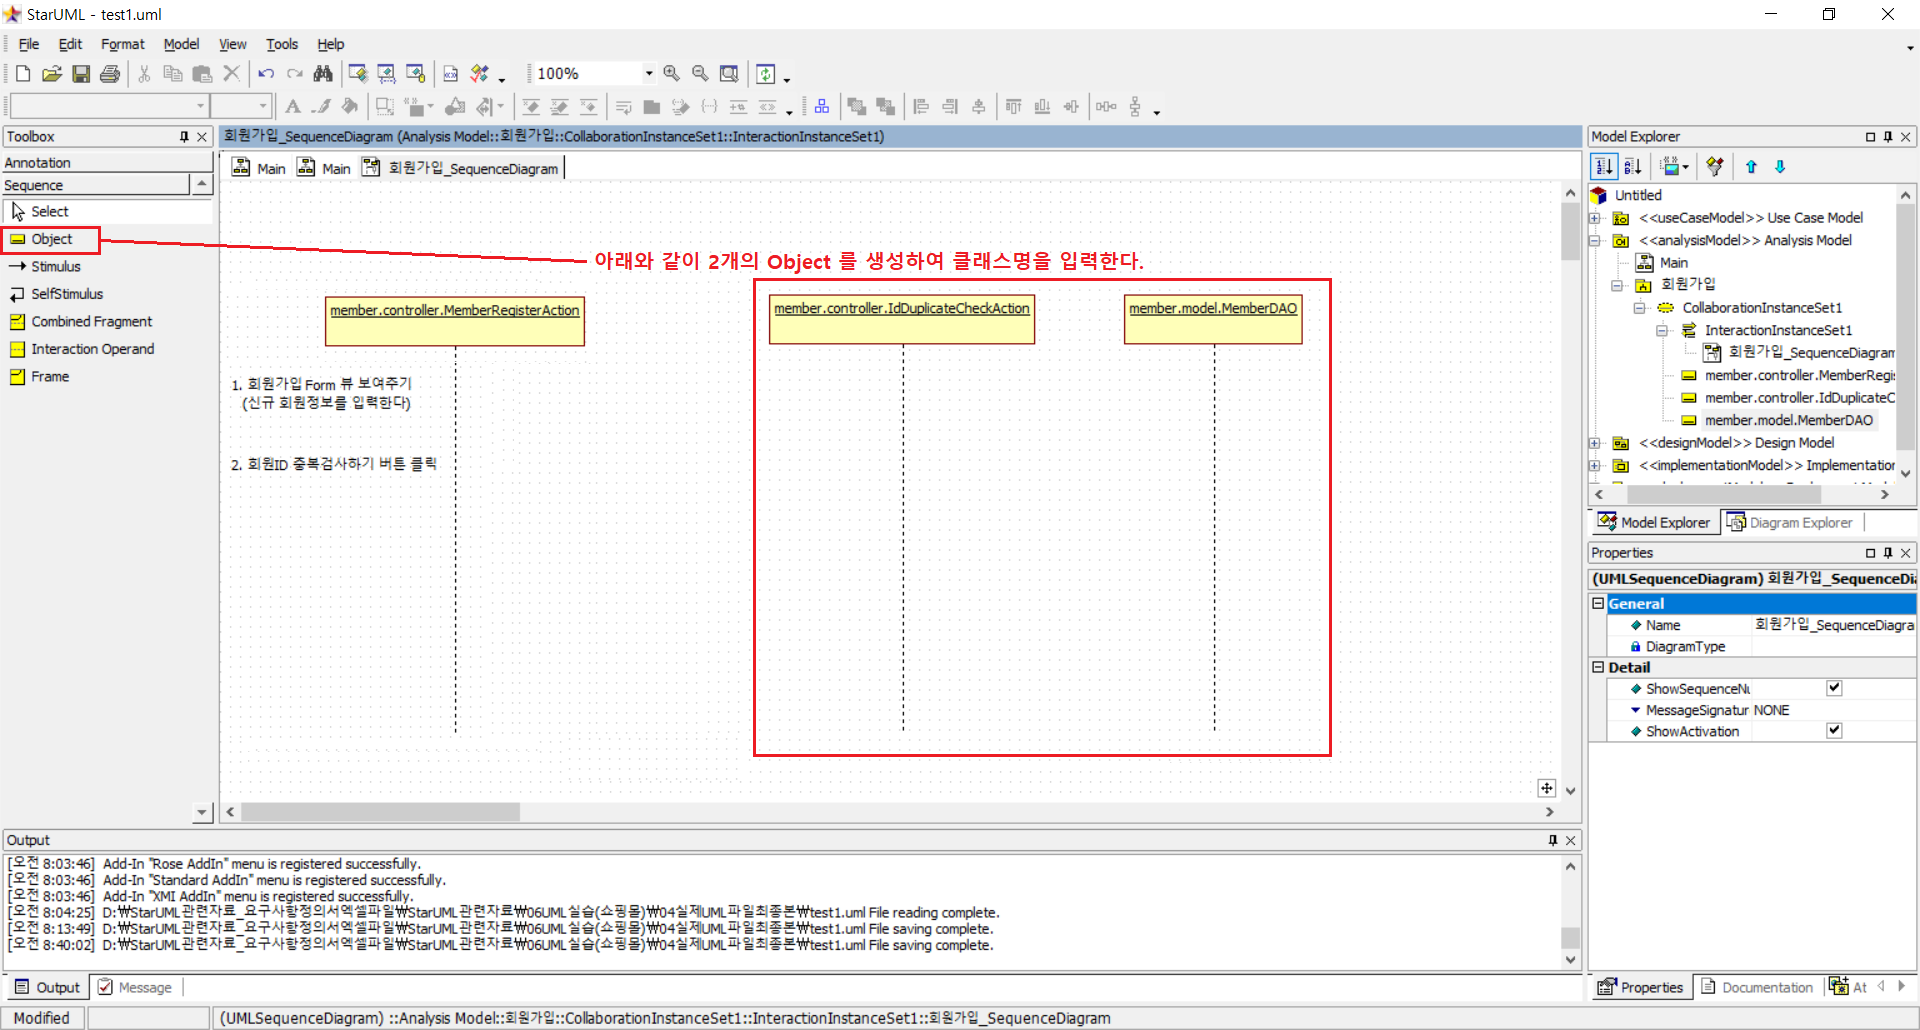 StarUML - test1.uml
File Edit Format Model View Tools Help
100%
Toolbox
Annotation
Sequence
Select
Object
Stimulus
SelfStimulus
Combined Fragment
Interaction Operand
Frame
회원가입_SequenceDiagram (Analysis Model::회원가입::CollaborationInstanceSet1::InteractionInstanceSet1)
Main Main 회원가입_SequenceDiagram
아래와 같이 2개의 Object 를 생성하여 클래스명을 입력한다.
member.controller.MemberRegisterAction
member.controller.IdDuplicateCheckAction
member.model.MemberDAO
1. 회원가입 Form 뷰 보여주기
(신규 회원정보를 입력한다)
2. 회원ID 중복검사하기 버튼 클릭
Model Explorer
Untitled
<<useCaseModel>> Use Case Model
<<analysisModel>> Analysis Model
Main
회원가입
CollaborationInstanceSet1
InteractionInstanceSet1
회원가입_SequenceDiagram
member.controller.MemberRegi
member.controller.IdDuplicateC
member.model.MemberDAO
<<designModel>> Design Model
<<implementationModel>> Implementation
Model Explorer Diagram Explorer
Properties
(UMLSequenceDiagram) 회원가입_SequenceDi
General
Name 회원가입_SequenceDiagra
DiagramType
Detail
ShowSequenceNu
MessageSignatur NONE
ShowActivation
Output
[오전 8:03:46] Add-In "Rose AddIn" menu is registered successfully.
[오전 8:03:46] Add-In "Standard AddIn" menu is registered successfully.
[오전 8:03:46] Add-In "XMI AddIn" menu is registered successfully.
[오전 8:04:25] D:₩StarUML관련자료_요구사항정의서엑셀파일₩StarUML관련자료₩06UML실습(쇼핑몰)₩04실제UML파일최종본₩test1.uml File reading complete.
[오전 8:13:49] D:₩StarUML관련자료_요구사항정의서엑셀파일₩StarUML관련자료₩06UML실습(쇼핑몰)₩04실제UML파일최종본₩test1.uml File saving complete.
[오전 8:40:02] D:₩StarUML관련자료_요구사항정의서엑셀파일₩StarUML관련자료₩06UML실습(쇼핑몰)₩04실제UML파일최종본₩test1.uml File saving complete.
Output Message
Properties Documentation At
Modified
(UMLSequenceDiagram) ::Analysis Model::회원가입::CollaborationInstanceSet1::InteractionInstanceSet1::회원가입_SequenceDiagram